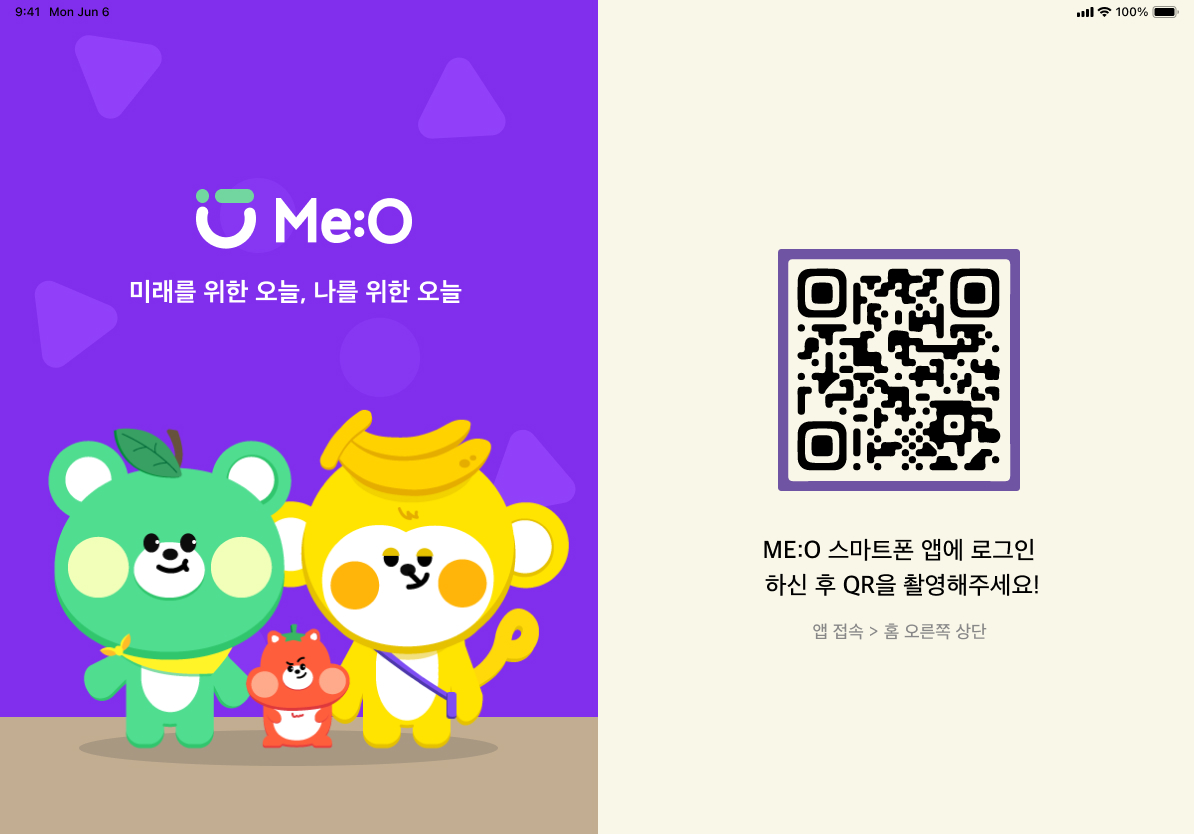 9:41 Mon Jun 6
100%
Me:O
미래를 위한 오늘, 나를 위한 오늘
ME:O 스마트폰 앱에 로그인
하신 후 QR을 촬영해주세요!
앱 접속 > 홈 오른쪽 상단